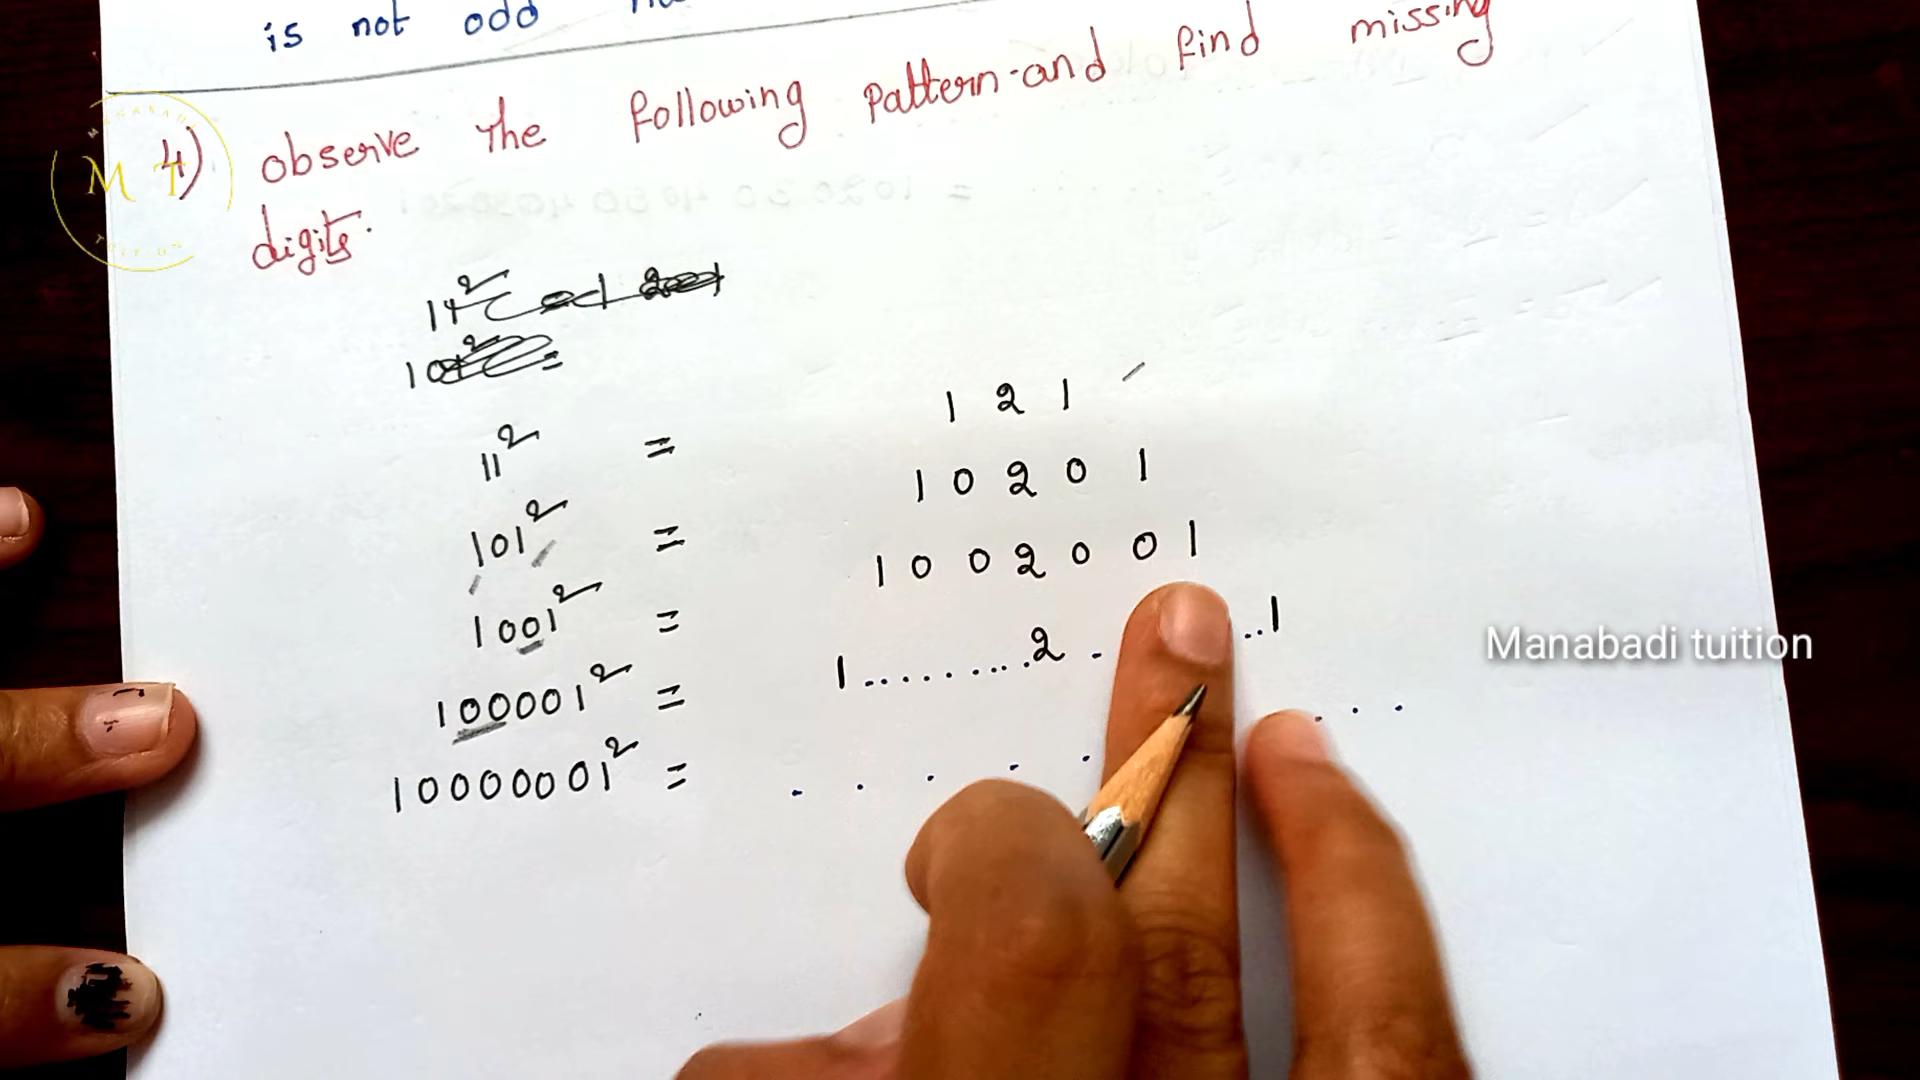 is not odd
4) observe the following pattern and find missing
digits.
11² = 121
101² = 10201
1001² = 1002001
100001² = 1........2 . ..1
10000001² = . . . . . . . .
M T
Manabadi tuition